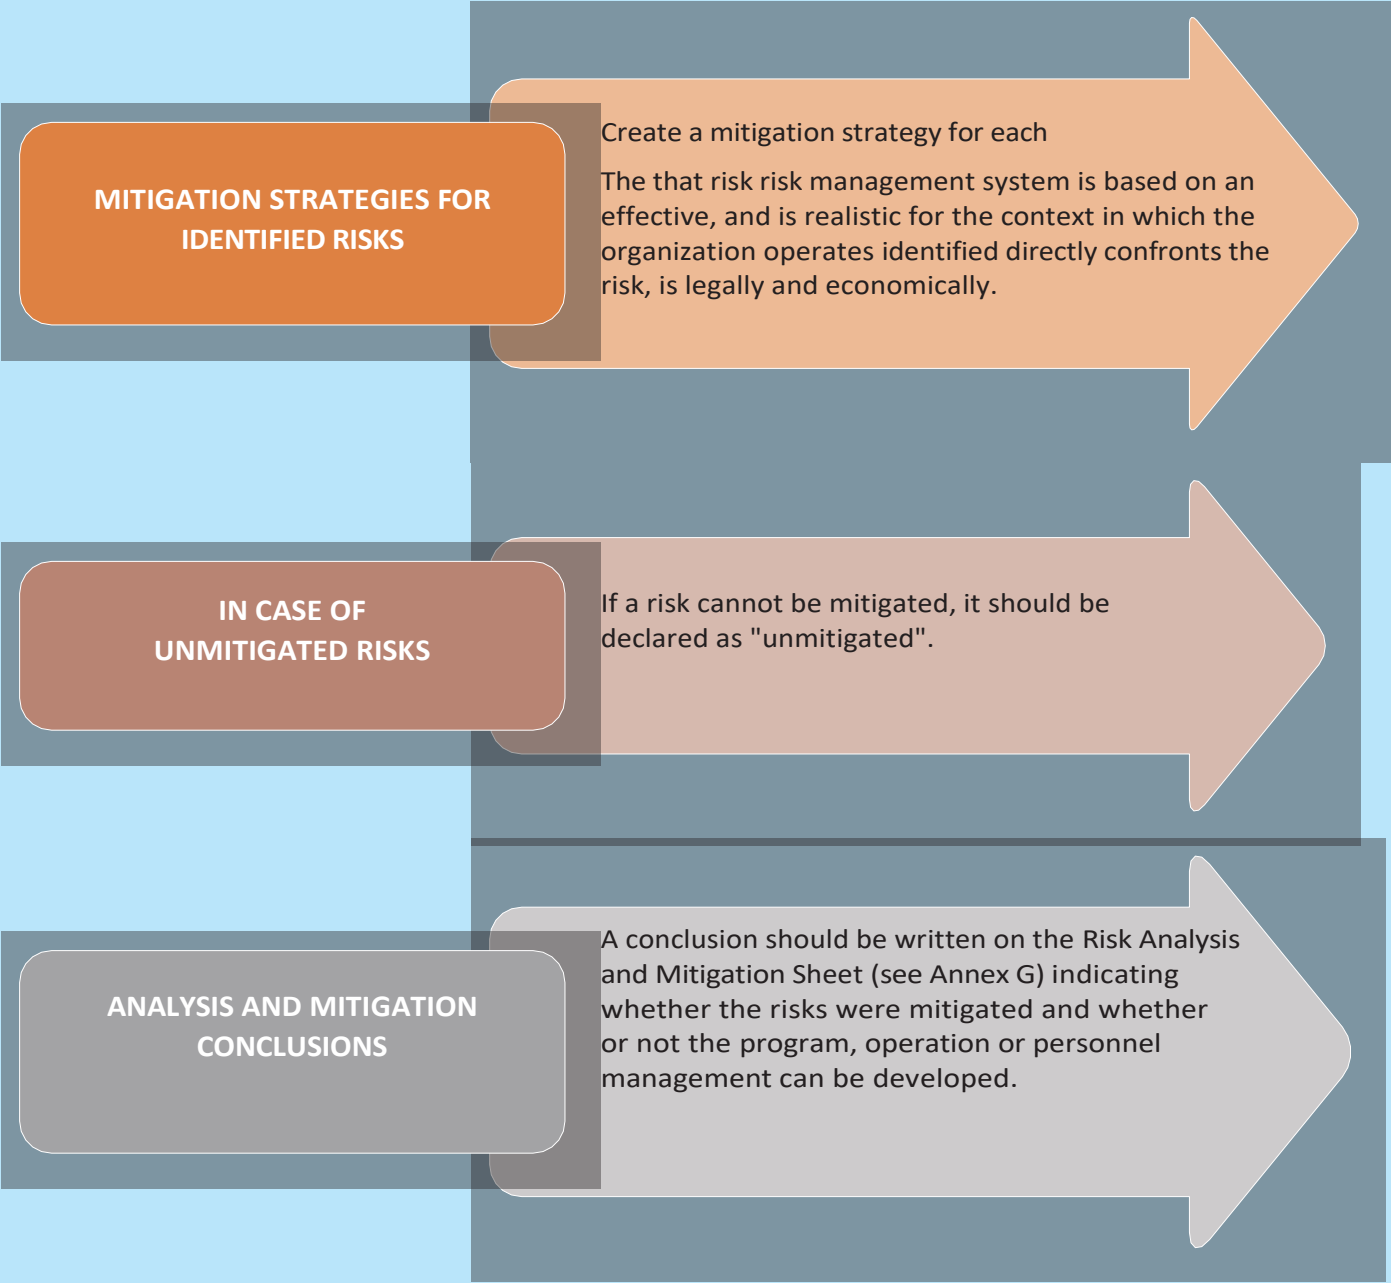 MITIGATION STRATEGIES FOR
IDENTIFIED RISKS
Create a mitigation strategy for each
The that risk risk management system is based on an
effective, and is realistic for the context in which the
organization operates identified directly confronts the
risk, is legally and economically.
IN CASE OF
UNMITIGATED RISKS
If a risk cannot be mitigated, it should be
declared as "unmitigated".
ANALYSIS AND MITIGATION
CONCLUSIONS
A conclusion should be written on the Risk Analysis
and Mitigation Sheet (see Annex G) indicating
whether the risks were mitigated and whether
or not the program, operation or personnel
management can be developed.